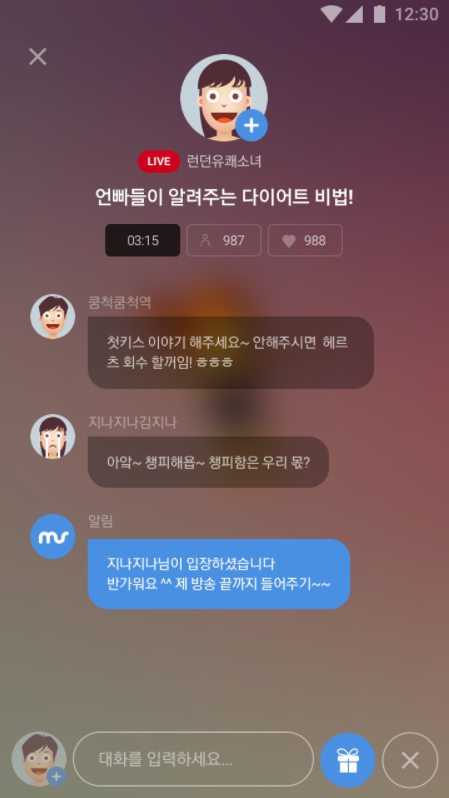 12:30
LIVE 런던유쾌소녀
언빠들이 알려주는 다이어트 비법!
03:15 987 988
쿵척쿵척역
첫키스 이야기 해주세요~ 안해주시면 헤르
츠 회수 할꺼임! ㅎㅎㅎ
지나지나김지나
아악~ 챙피해욥~ 챙피함은 우리 몫?
알림
지나지나님이 입장하셨습니다
반가워요 ^^ 제 방송 끝까지 들어주기~~
대화를 입력하세요...